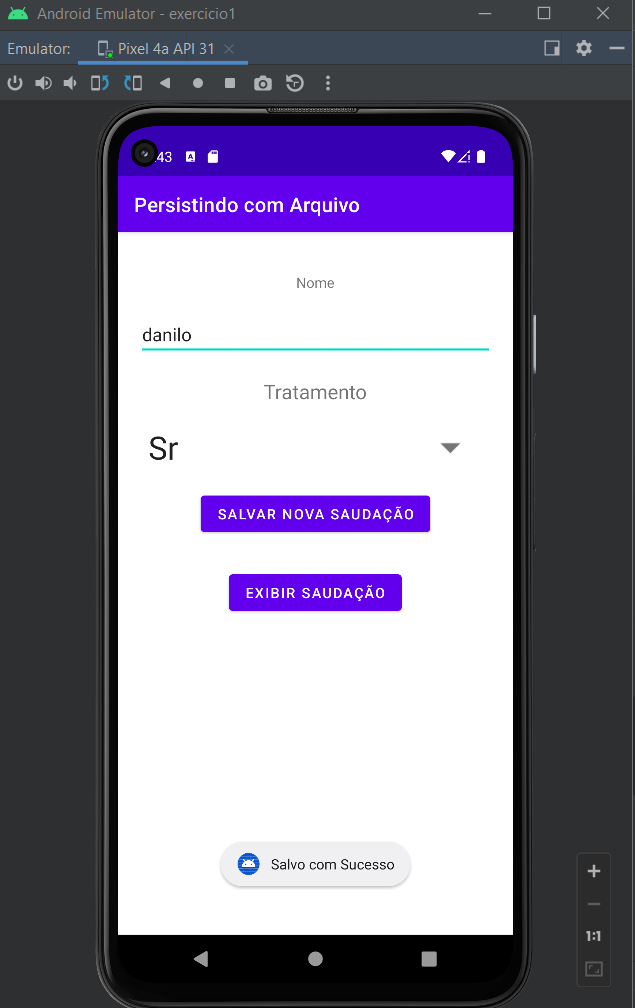 Android Emulator - exercicio1
Emulator: Pixel 4a API 31
:43
Persistindo com Arquivo
Nome
danilo
Tratamento
Sr
SALVAR NOVA SAUDAÇÃO
EXIBIR SAUDAÇÃO
Salvo com Sucesso
1:1